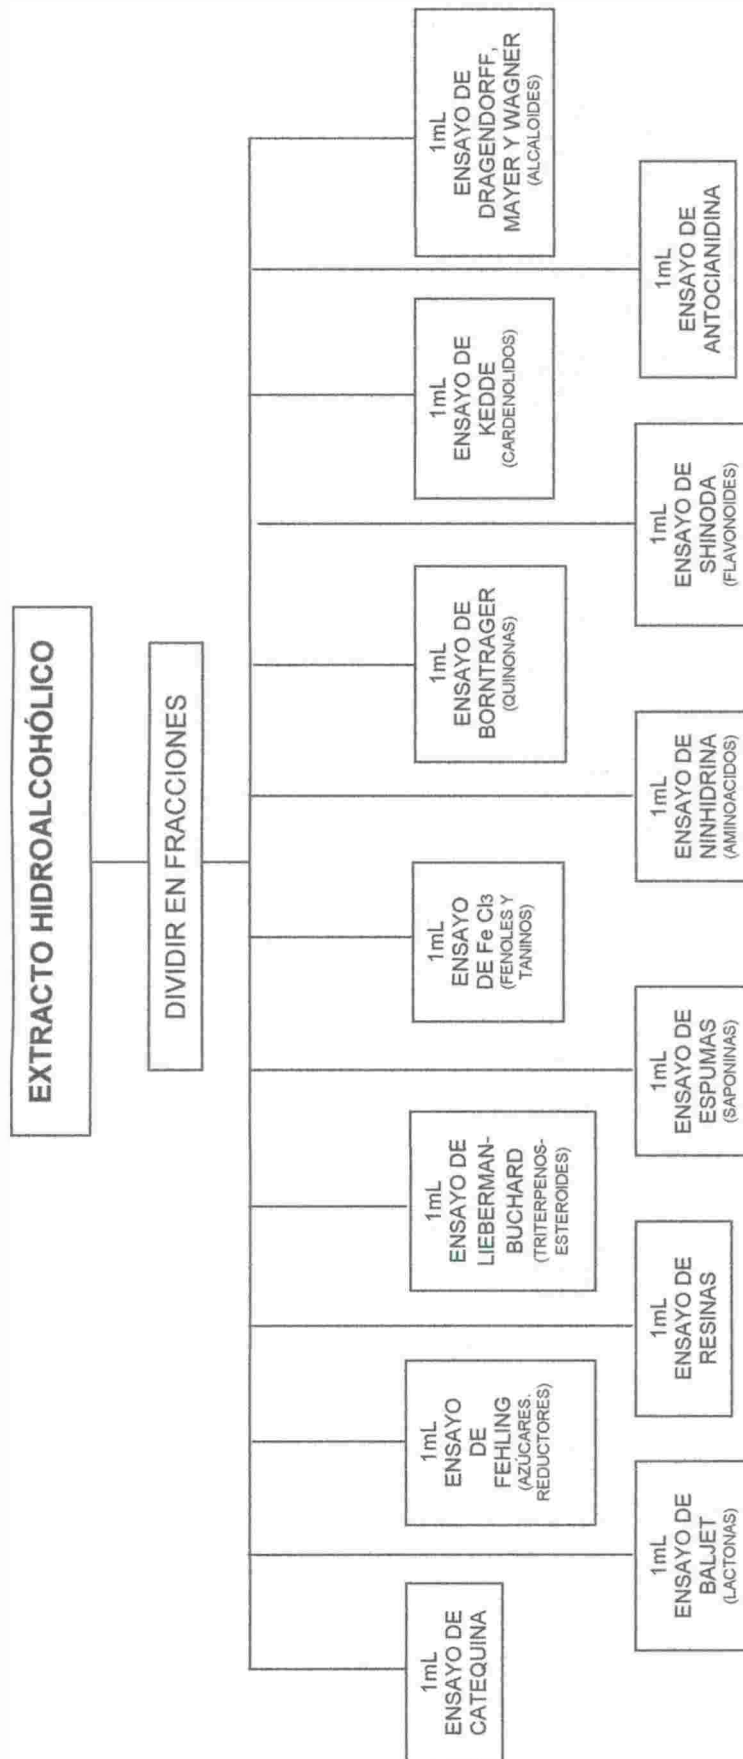 EXTRACTO HIDROALCOHÓLICO
DIVIDIR EN FRACCIONES
1mL
ENSAYO DE
CATEQUINA
1mL
ENSAYO
DE
FEHLING
(AZÚCARES.
REDUCTORES)
1mL
ENSAYO DE
LIEBERMAN-
BUCHARD
(TRITERPENOS-
ESTEROIDES)
1mL
ENSAYO
DE Fe Cl3
(FENOLES Y
TANINOS)
1mL
ENSAYO DE
BORNTRAGER
(QUINONAS)
1mL
ENSAYO DE
KEDDE
(CARDENOLIDOS)
1mL
ENSAYO DE
DRAGENDORFF,
MAYER Y WAGNER
(ALCALOIDES)
1mL
ENSAYO DE
BALJET
(LACTONAS)
1mL
ENSAYO DE
RESINAS
1mL
ENSAYO DE
ESPUMAS
(SAPONINAS)
1mL
ENSAYO DE
NINHIDRINA
(AMINOACIDOS)
1mL
ENSAYO DE
SHINODA
(FLAVONOIDES)
1mL
ENSAYO DE
ANTOCIANIDINA